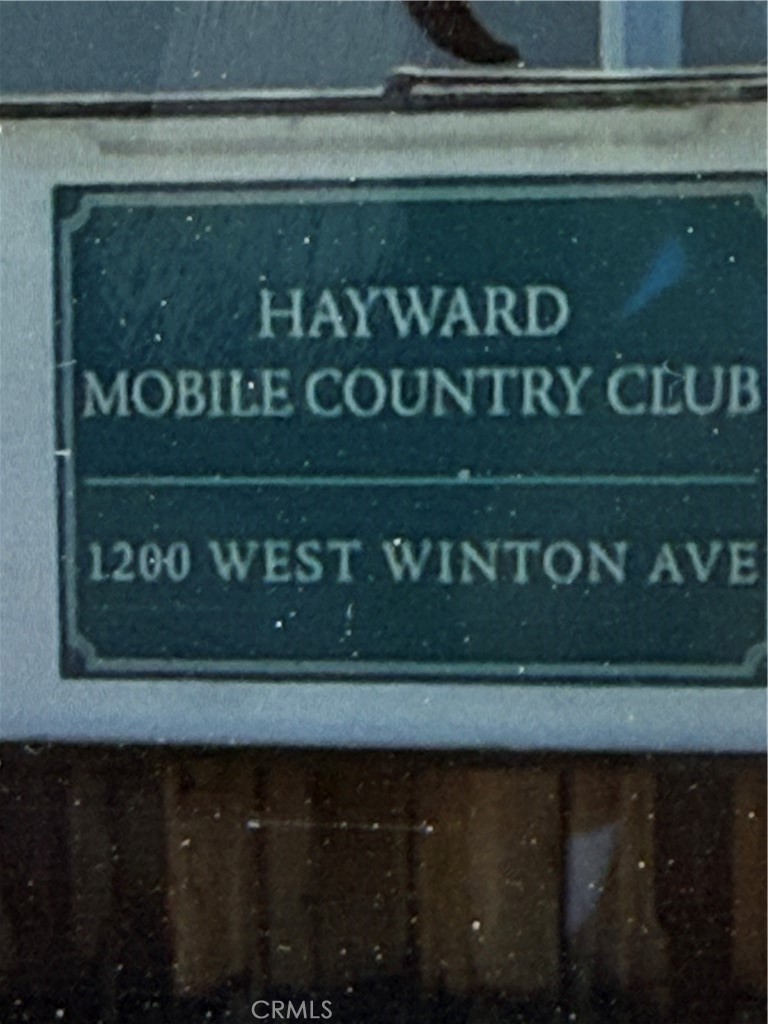 HAYWARD
MOBILE COUNTRY CLUB
1200 WEST WINTON AVE
CRMLS